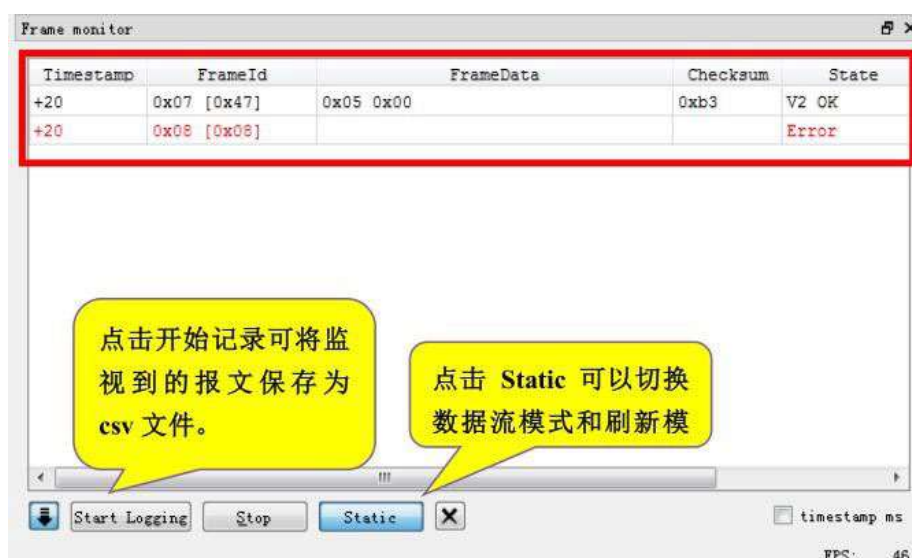 Frame monitor
Timestamp FrameId FrameData Checksum State
+20 0x07 [0x47] 0x05 0x00 0xb3 V2 OK
+20 0x08 [0x08] Error
点击开始记录可将监
视到的报文保存为
csv 文件。
点击 Static 可以切换
数据流模式和刷新模
Start Logging Stop Static timestamp ms
FPS: 46